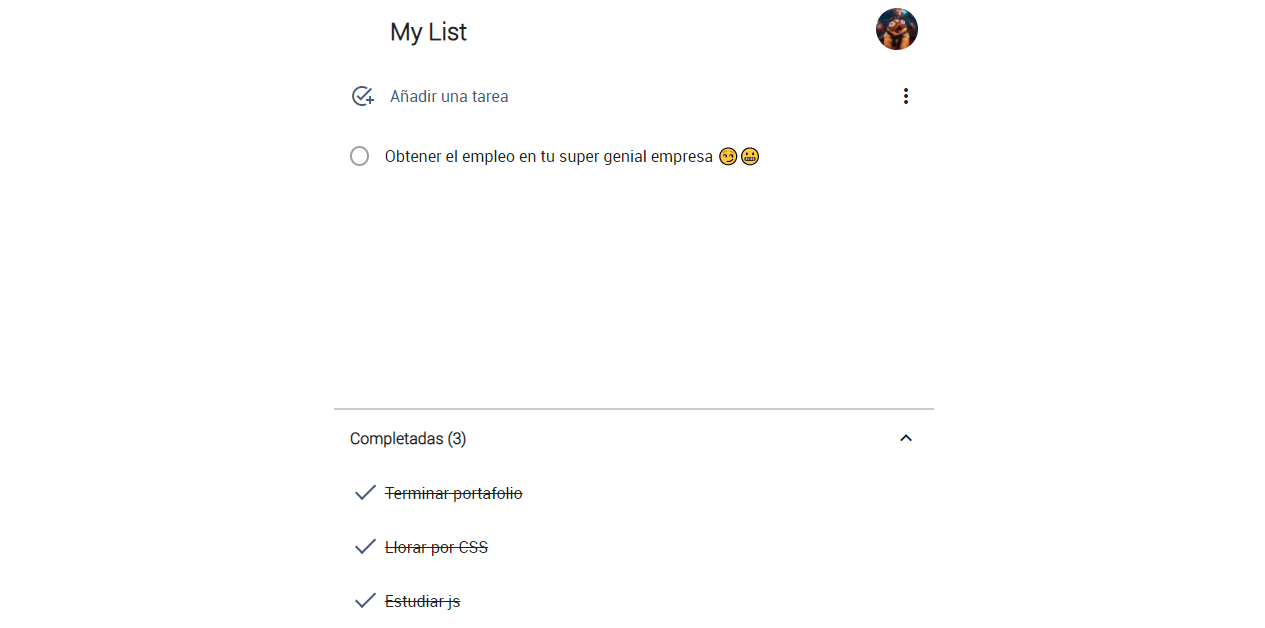 My List
Añadir una tarea
Obtener el empleo en tu super genial empresa 😏😬
Completadas (3)
Terminar portafolio
Llorar por CSS
Estudiar js